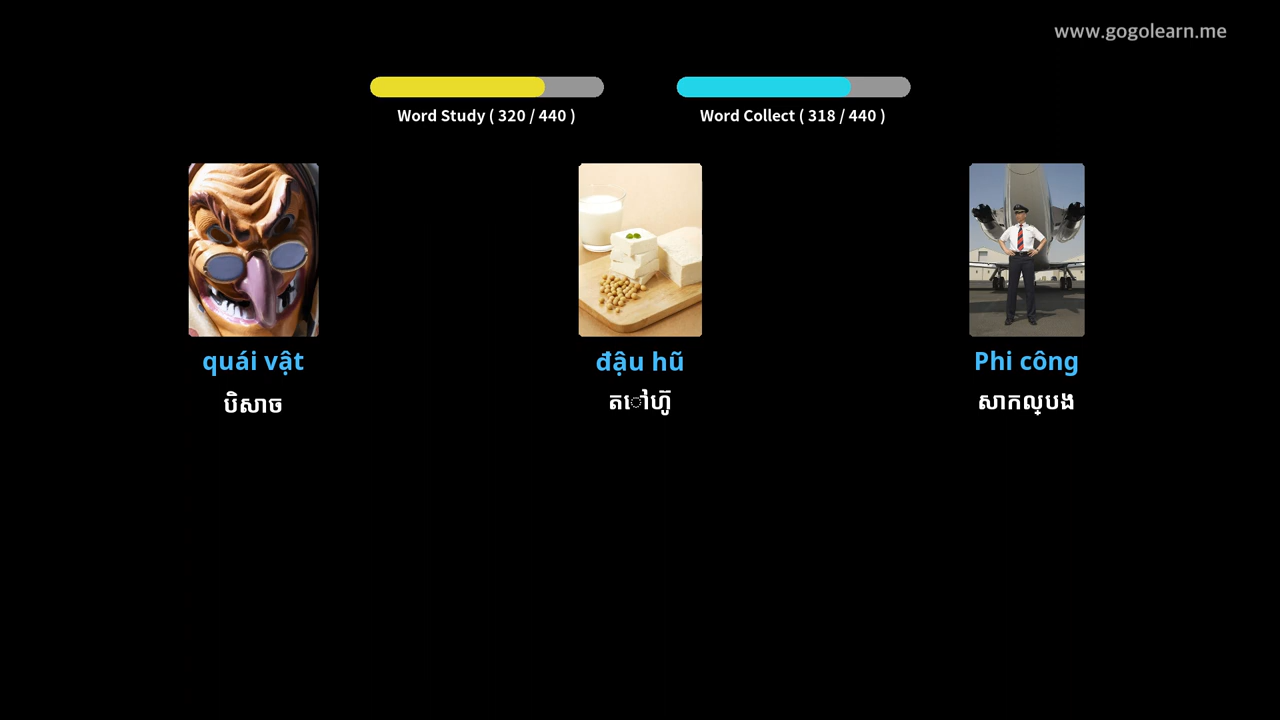 www.gogolearn.me
Word Study ( 320 / 440 )
Word Collect ( 318 / 440 )
quái vật
đậu hũ
Phi công
បិសាច
តៅហ៊ូ
សាកល្បង